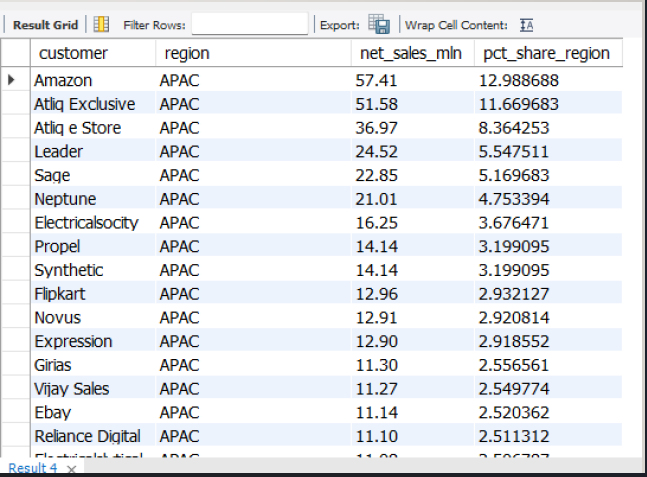 Result Grid Filter Rows: Export: Wrap Cell Content: IA
customer region net_sales_mln pct_share_region
Amazon APAC 57.41 12.988688
Atliq Exclusive APAC 51.58 11.669683
Atliq e Store APAC 36.97 8.364253
Leader APAC 24.52 5.547511
Sage APAC 22.85 5.169683
Neptune APAC 21.01 4.753394
Electricalsocity APAC 16.25 3.676471
Propel APAC 14.14 3.199095
Synthetic APAC 14.14 3.199095
Flipkart APAC 12.96 2.932127
Novus APAC 12.91 2.920814
Expression APAC 12.90 2.918552
Girias APAC 11.30 2.556561
Vijay Sales APAC 11.27 2.549774
Ebay APAC 11.14 2.520362
Reliance Digital APAC 11.10 2.511312
APAC 11.08
Result 4